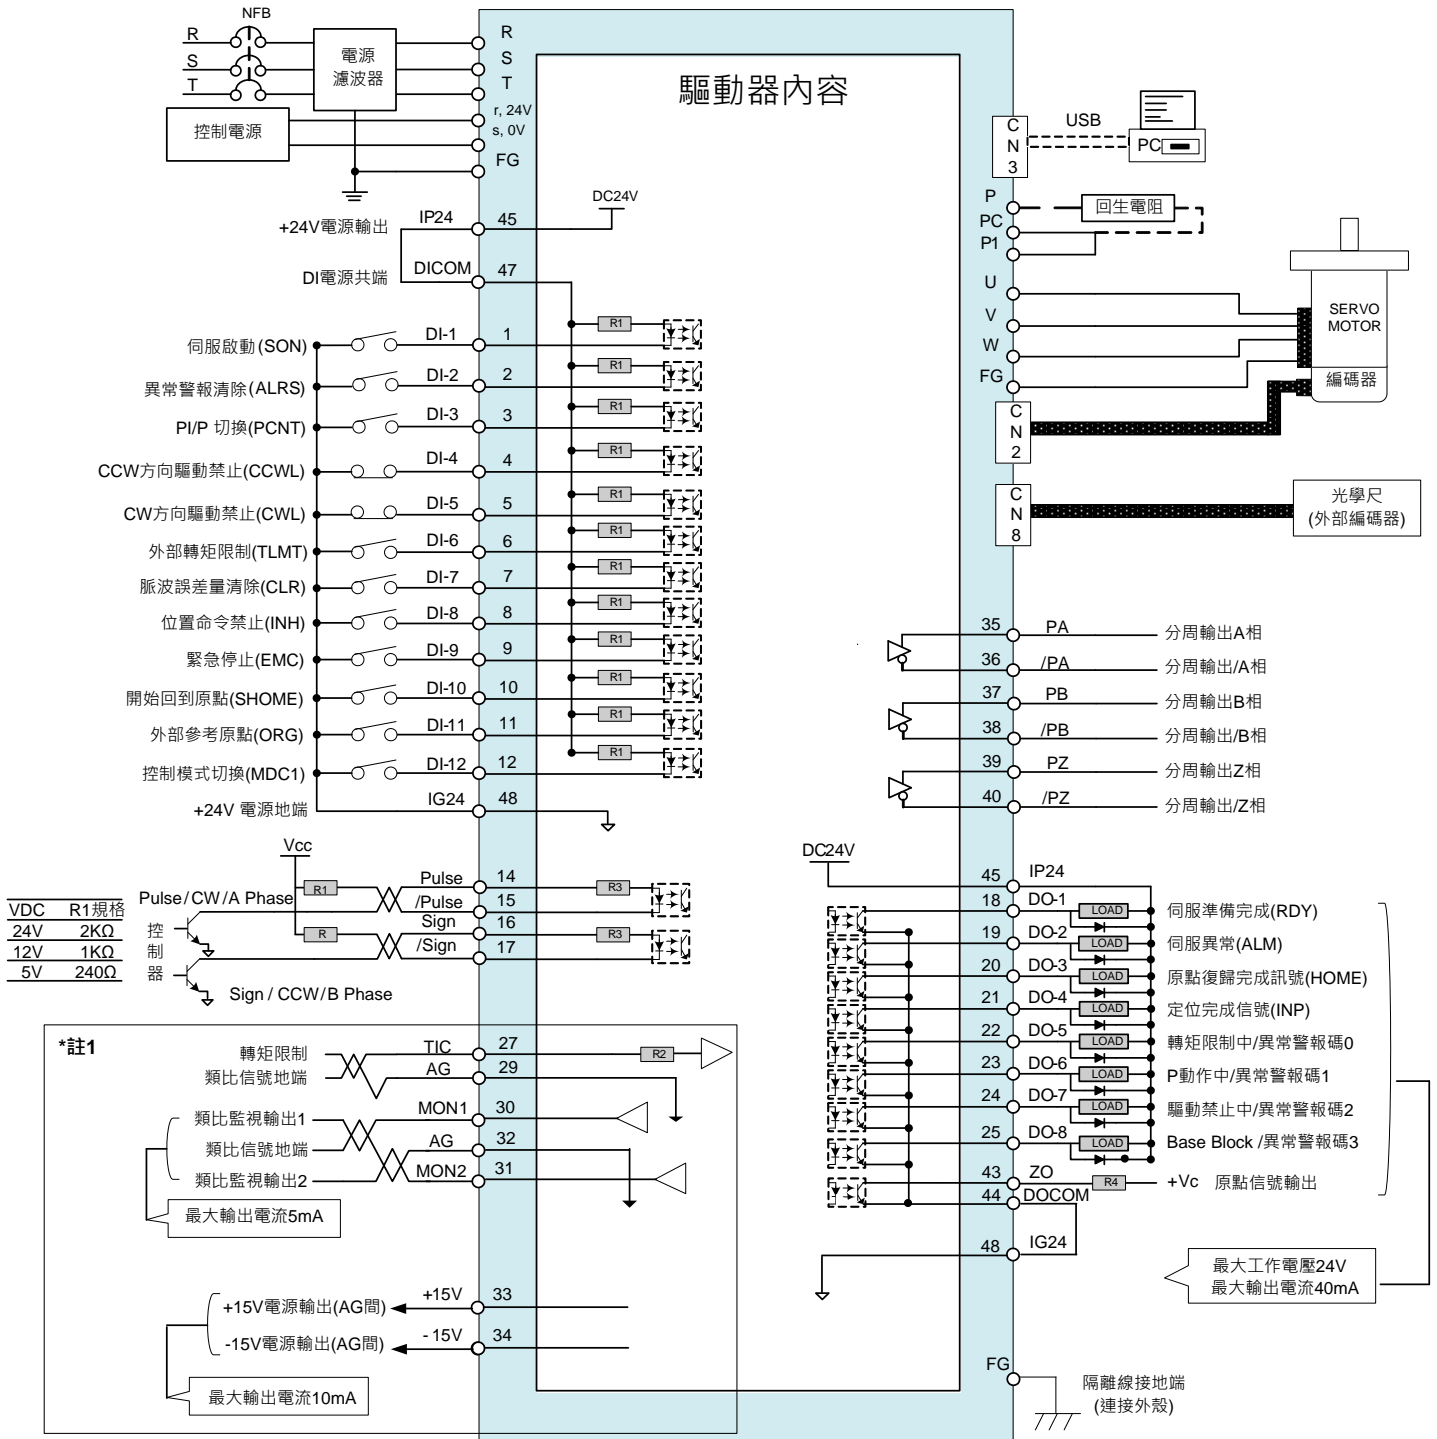 NFB
R
S
T
電源
濾波器
控制電源
R
S
T
r, 24V
s, 0V
FG
驅動器內容
DC24V
+24V電源輸出 IP24 45
DI電源共端 DICOM 47
伺服啟動(SON) DI-1 1 R1
異常警報清除(ALRS) DI-2 2 R1
PI/P 切換(PCNT) DI-3 3 R1
CCW方向驅動禁止(CCWL) DI-4 4 R1
CW方向驅動禁止(CWL) DI-5 5 R1
外部轉矩限制(TLMT) DI-6 6 R1
脈波誤差量清除(CLR) DI-7 7 R1
位置命令禁止(INH) DI-8 8 R1
緊急停止(EMC) DI-9 9 R1
開始回到原點(SHOME) DI-10 10 R1
外部參考原點(ORG) DI-11 11 R1
控制模式切換(MDC1) DI-12 12 R1
+24V 電源地端 IG24 48
Vcc
VDC R1規格
24V 2KΩ
12V 1KΩ
5V 240Ω
Pulse/CW/A Phase
控
制
器
Sign / CCW/B Phase
R1 Pulse 14 R3
/Pulse 15
R Sign 16 R3
/Sign 17
*註1
轉矩限制 TIC 27 R2
類比信號地端 AG 29
類比監視輸出1 MON1 30
類比信號地端 AG 32
類比監視輸出2 MON2 31
最大輸出電流5mA
+15V電源輸出(AG間) +15V 33
-15V電源輸出(AG間) -15V 34
最大輸出電流10mA
C
N
3
USB
PC
P
PC
P1
回生電阻
U
V
W
FG
SERVO
MOTOR
編碼器
C
N
2
C
N
8
光學尺
(外部編碼器)
35 PA 分周輸出A相
36 /PA 分周輸出/A相
37 PB 分周輸出B相
38 /PB 分周輸出/B相
39 PZ 分周輸出Z相
40 /PZ 分周輸出/Z相
DC24V
45 IP24
18 DO-1 LOAD 伺服準備完成(RDY)
19 DO-2 LOAD 伺服異常(ALM)
20 DO-3 LOAD 原點復歸完成訊號(HOME)
21 DO-4 LOAD 定位完成信號(INP)
22 DO-5 LOAD 轉矩限制中/異常警報碼0
23 DO-6 LOAD P動作中/異常警報碼1
24 DO-7 LOAD 驅動禁止中/異常警報碼2
25 DO-8 LOAD Base Block /異常警報碼3
43 ZO R4 +Vc 原點信號輸出
44 DOCOM
48 IG24
最大工作電壓24V
最大輸出電流40mA
FG
隔離線接地端
(連接外殼)